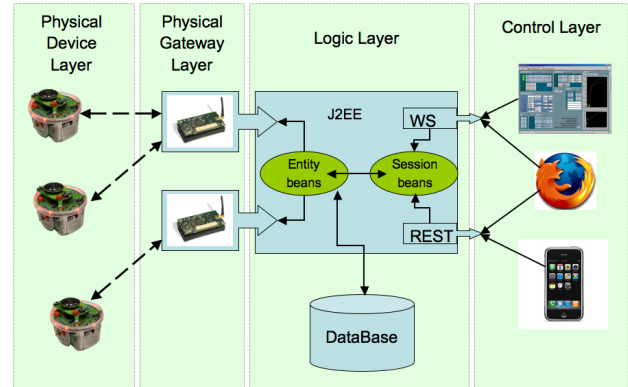 Physical
Device
Layer
Physical
Gateway
Layer
Logic Layer
Control Layer
J2EE
WS
Entity
beans
Session
beans
REST
DataBase